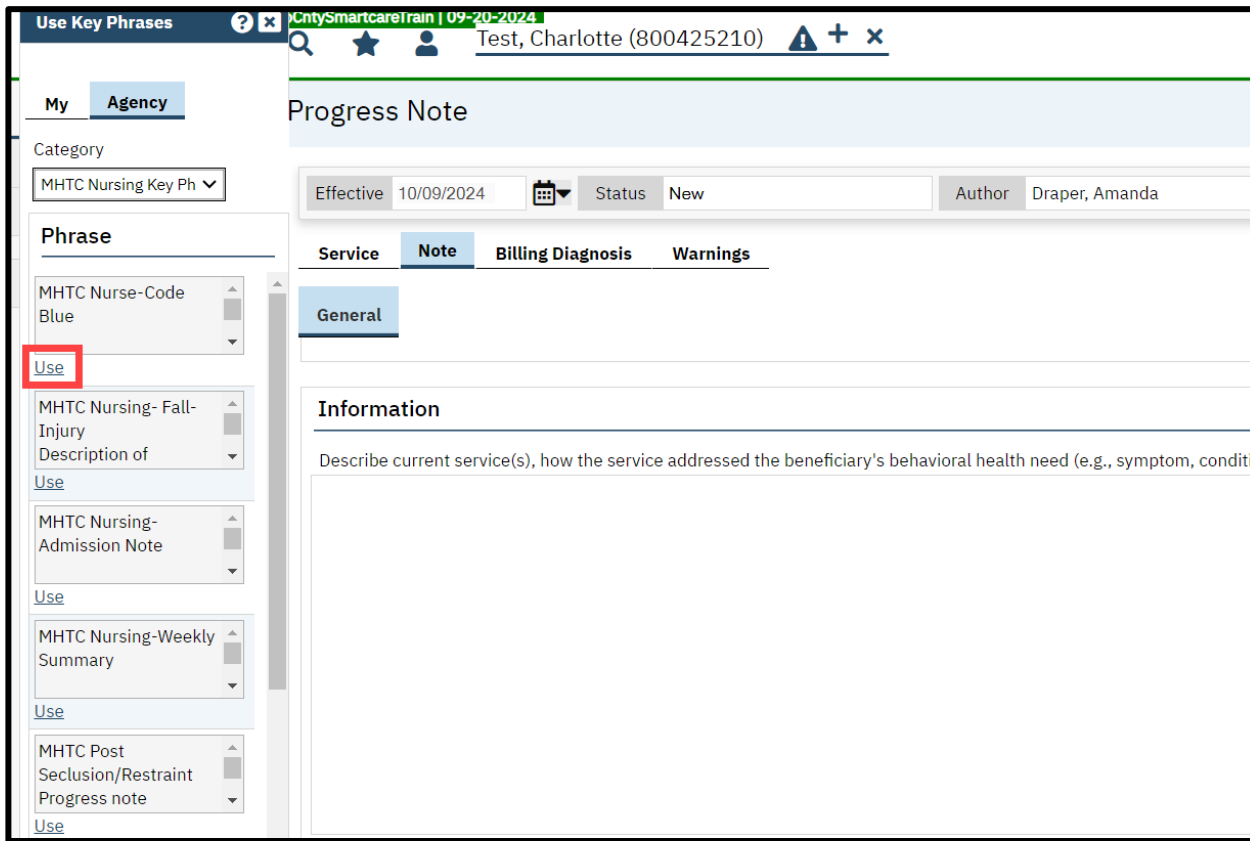 Use Key Phrases
CntySmartcareTrain | 09-20-2024
Test, Charlotte (800425210)
My
Agency
Progress Note
Category
MHTC Nursing Key Ph
Effective 10/09/2024 Status New Author Draper, Amanda
Phrase
Service Note Billing Diagnosis Warnings
MHTC Nurse-Code
Blue
Use
General
MHTC Nursing- Fall-
Injury
Description of
Use
Information
Describe current service(s), how the service addressed the beneficiary's behavioral health need (e.g., symptom, conditi
MHTC Nursing-
Admission Note
Use
MHTC Nursing-Weekly
Summary
Use
MHTC Post
Seclusion/Restraint
Progress note
Use